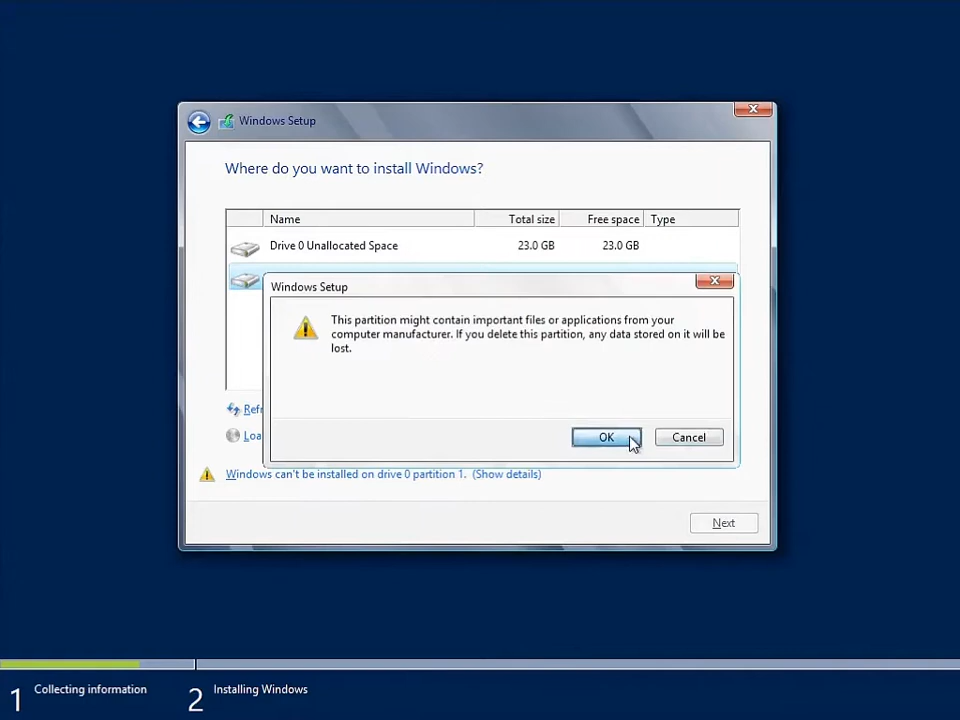 Windows Setup
Where do you want to install Windows?
Name Total size Free space Type
Drive 0 Unallocated Space 23.0 GB 23.0 GB
Windows Setup
This partition might contain important files or applications from your
computer manufacturer. If you delete this partition, any data stored on it will be
lost.
Refr
Loa
OK Cancel
Windows can't be installed on drive 0 partition 1. (Show details)
Next
1 Collecting information 2 Installing Windows